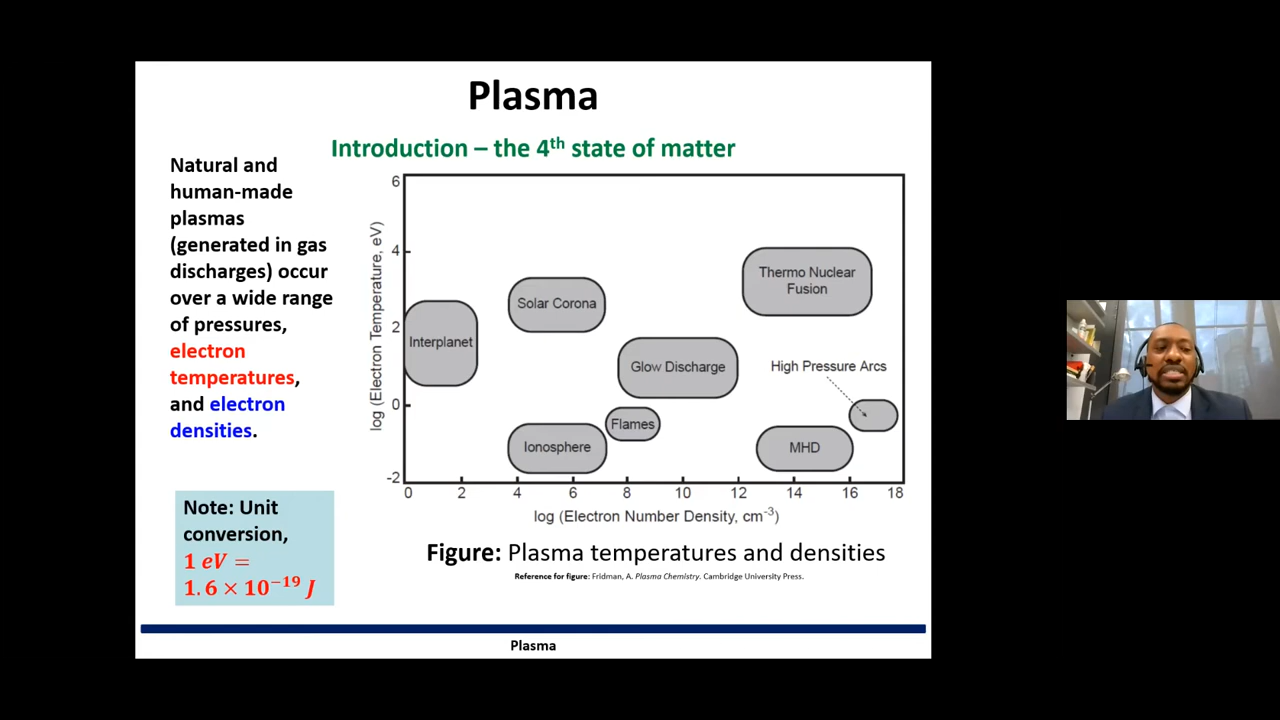 Plasma
Introduction – the 4th state of matter
Natural and
human-made
plasmas
(generated in gas
discharges) occur
over a wide range
of pressures,
electron
temperatures,
and electron
densities.
Note: Unit
conversion,
1 eV =
1.6 × 10⁻¹⁹ J
log (Electron Temperature, eV)
6
4
2
0
-2
Interplanet
Solar Corona
Thermo Nuclear
Fusion
Glow Discharge
High Pressure Arcs
Flames
Ionosphere
MHD
0 2 4 6 8 10 12 14 16 18
log (Electron Number Density, cm⁻³)
Figure: Plasma temperatures and densities
Reference for figure: Fridman, A. Plasma Chemistry. Cambridge University Press.
Plasma